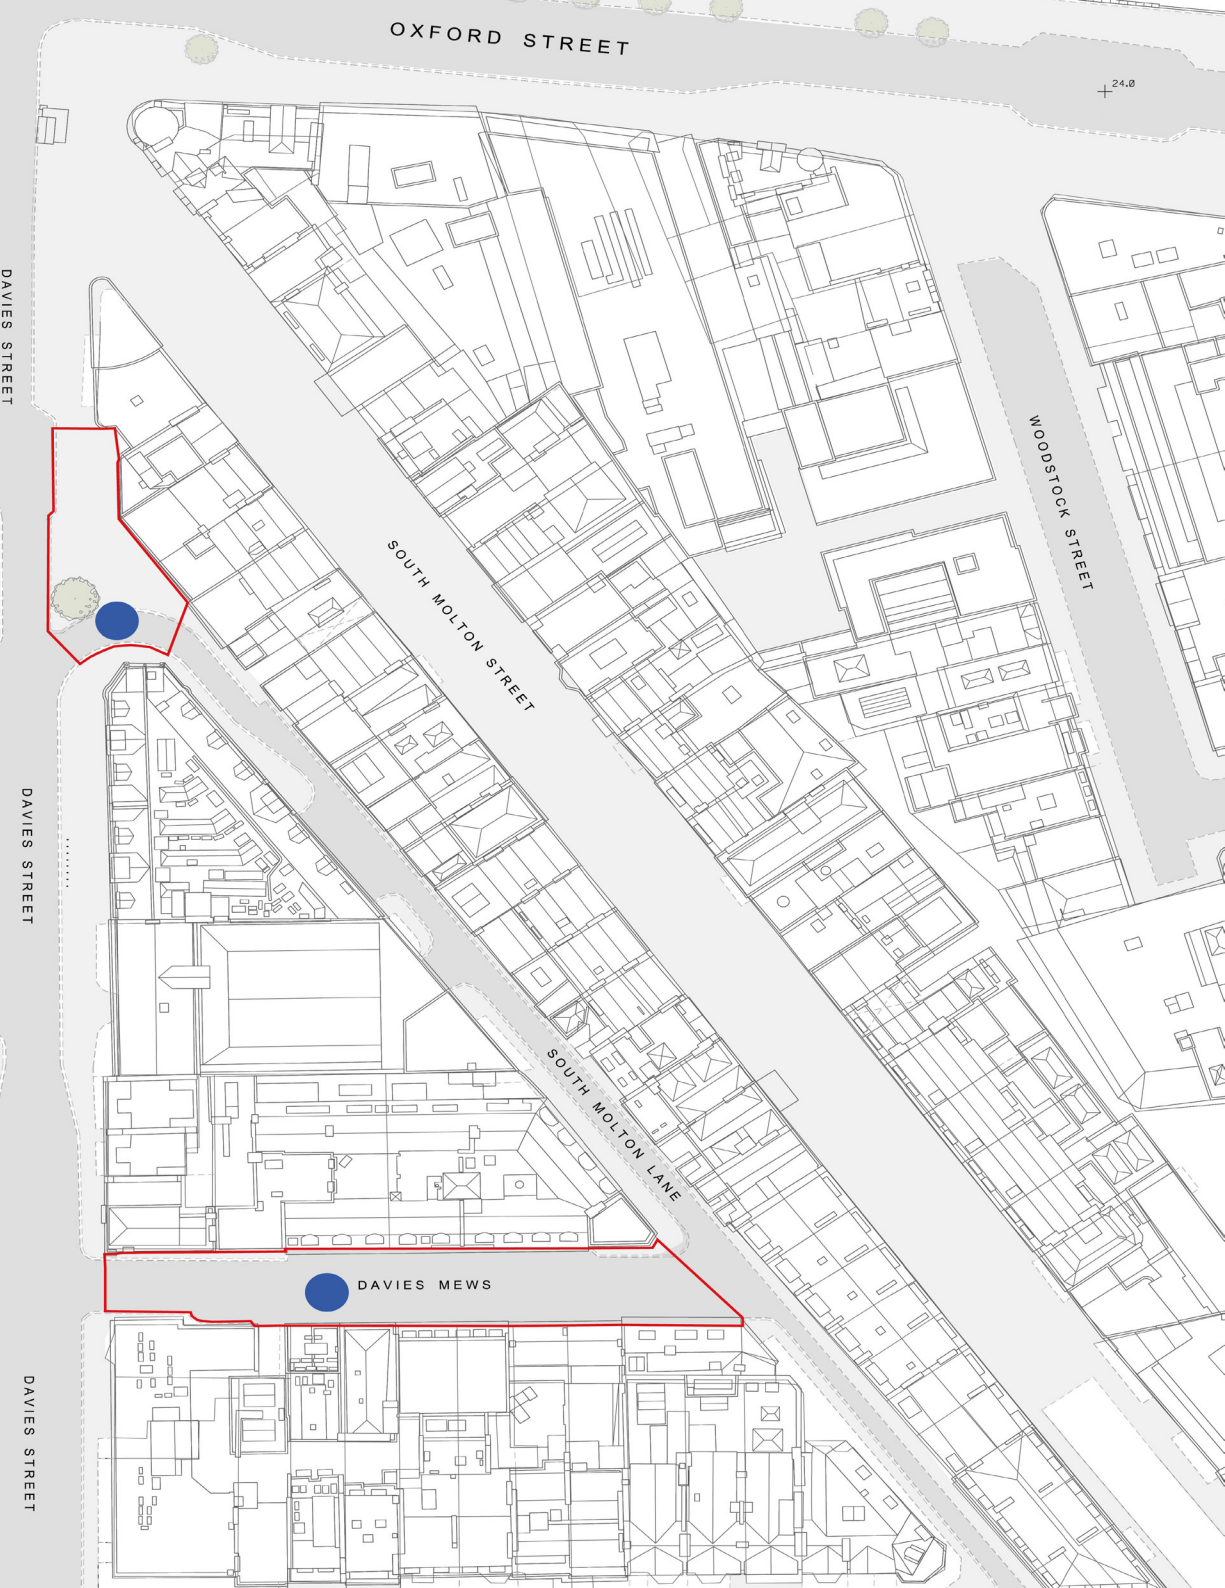 OXFORD STREET
24.0
DAVIES STREET
WOODSTOCK STREET
SOUTH MOLTON STREET
DAVIES STREET
SOUTH MOLTON LANE
DAVIES MEWS
DAVIES STREET